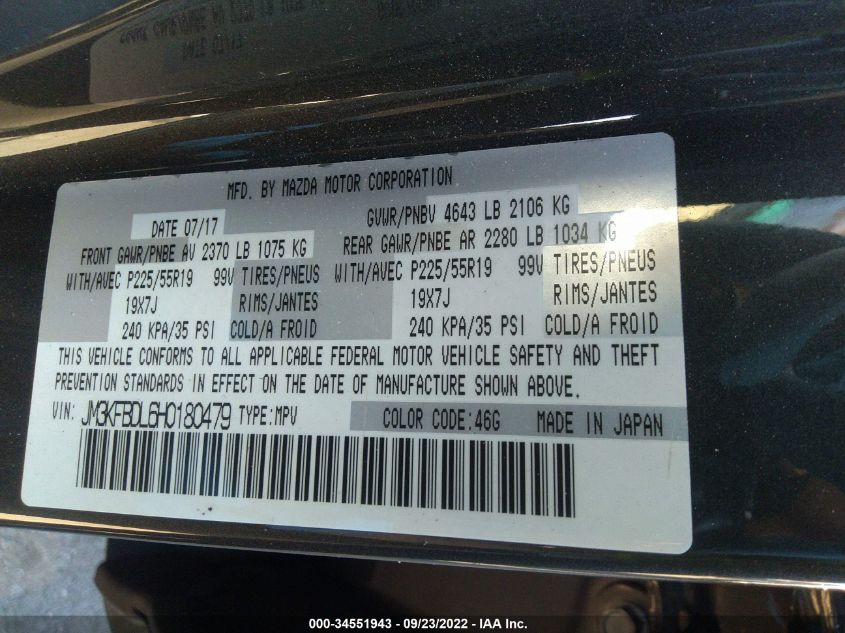 MFD. BY MAZDA MOTOR CORPORATION
DATE 07/17 GVWR/PNBV 4643 LB 2106 KG
FRONT GAWR/PNBE AV 2370 LB 1075 KG REAR GAWR/PNBE AR 2280 LB 1034 KG
WITH/AVEC P225/55R19 99V TIRES/PNEUS WITH/AVEC P225/55R19 99V TIRES/PNEUS
19X7J RIMS/JANTES 19X7J RIMS/JANTES
240 KPA/35 PSI COLD/A FROID 240 KPA/35 PSI COLD/A FROID
THIS VEHICLE CONFORMS TO ALL APPLICABLE FEDERAL MOTOR VEHICLE SAFETY AND THEFT
PREVENTION STANDARDS IN EFFECT ON THE DATE OF MANUFACTURE SHOWN ABOVE.
VIN: JM3KFBDL6H0180479 TYPE:MPV COLOR CODE:46G MADE IN JAPAN
000-34551943 - 09/23/2022 - IAA Inc.